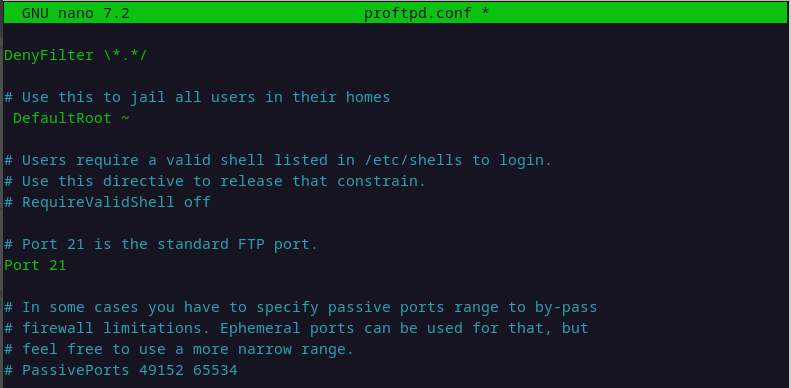 GNU nano 7.2 proftpd.conf *
DenyFilter \*.*/
# Use this to jail all users in their homes
DefaultRoot ~
# Users require a valid shell listed in /etc/shells to login.
# Use this directive to release that constrain.
# RequireValidShell off
# Port 21 is the standard FTP port.
Port 21
# In some cases you have to specify passive ports range to by-pass
# firewall limitations. Ephemeral ports can be used for that, but
# feel free to use a more narrow range.
# PassivePorts 49152 65534